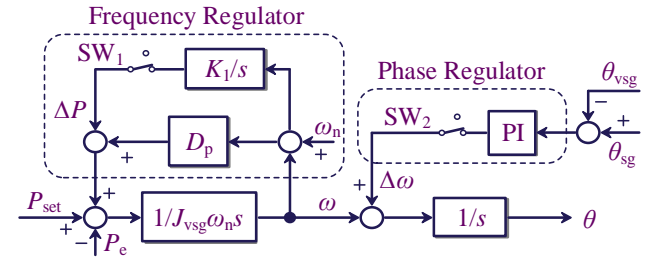 Frequency Regulator
SW₁
K₁/s
Phase Regulator
θvsg
ΔP
SW₂
PI
−
+
Dₚ
ωₙ
+
+
θsg
+
+
Δω
Pset
+
−
Pₑ
1/Jvsgωₙs
ω
1/s
θ